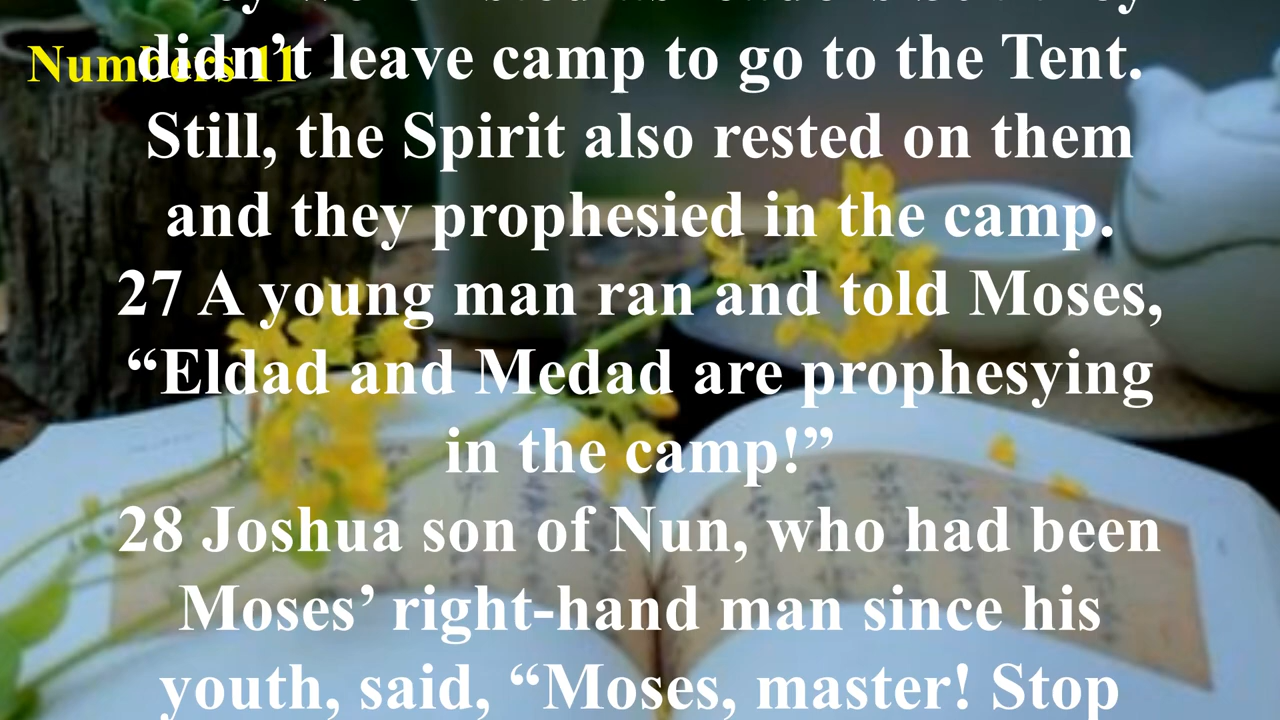 Numbers 11
didn’t leave camp to go to the Tent.
Still, the Spirit also rested on them
and they prophesied in the camp.
27 A young man ran and told Moses,
“Eldad and Medad are prophesying
in the camp!”
28 Joshua son of Nun, who had been
Moses’ right-hand man since his
youth, said, “Moses, master! Stop